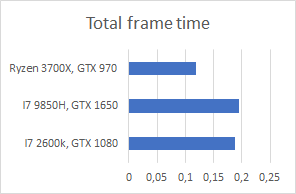 Total frame time
Ryzen 3700X, GTX 970
I7 9850H, GTX 1650
I7 2600k, GTX 1080
0 0,05 0,1 0,15 0,2 0,25